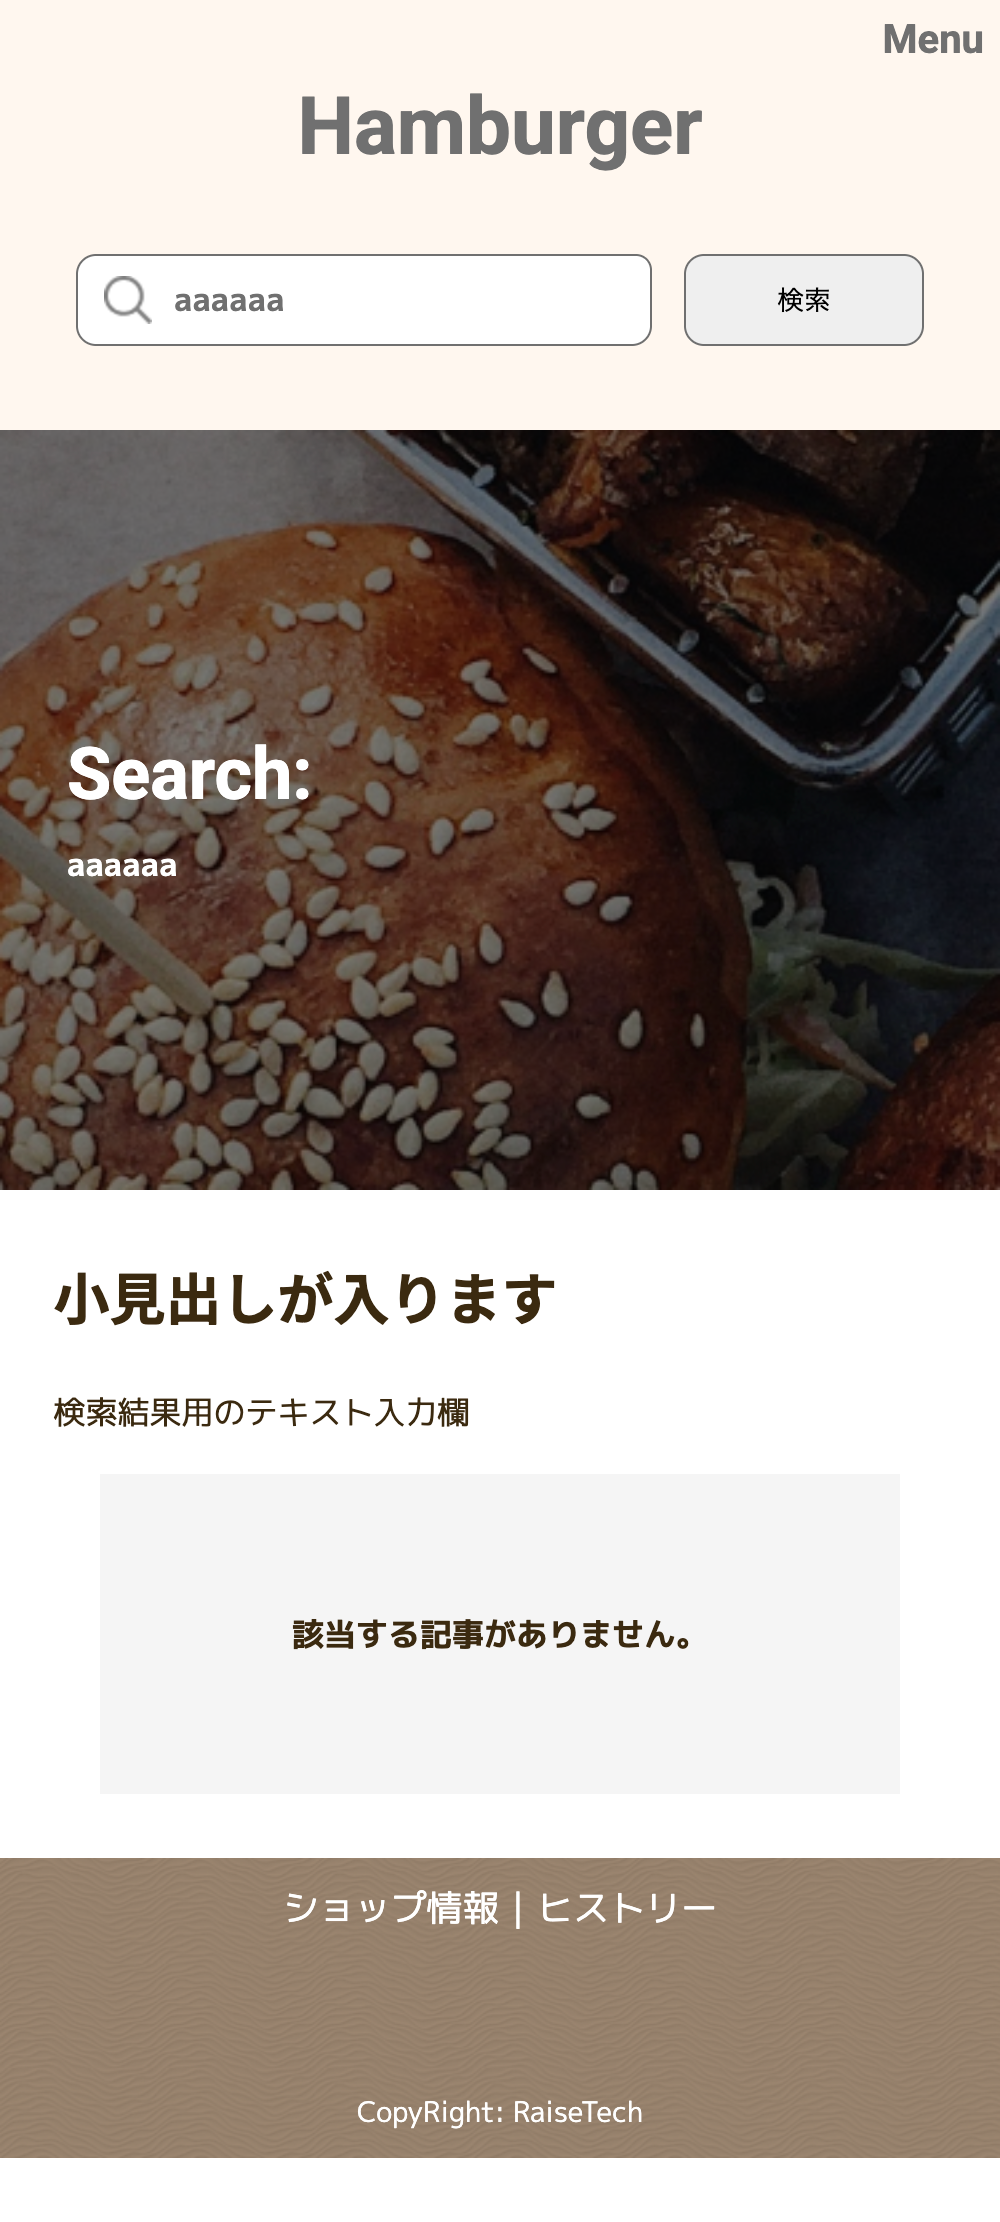 Menu
Hamburger
aaaaaa
検索
Search:
aaaaaa
小見出しが入ります
検索結果用のテキスト入力欄
該当する記事がありません。
ショップ情報 | ヒストリー
CopyRight: RaiseTech